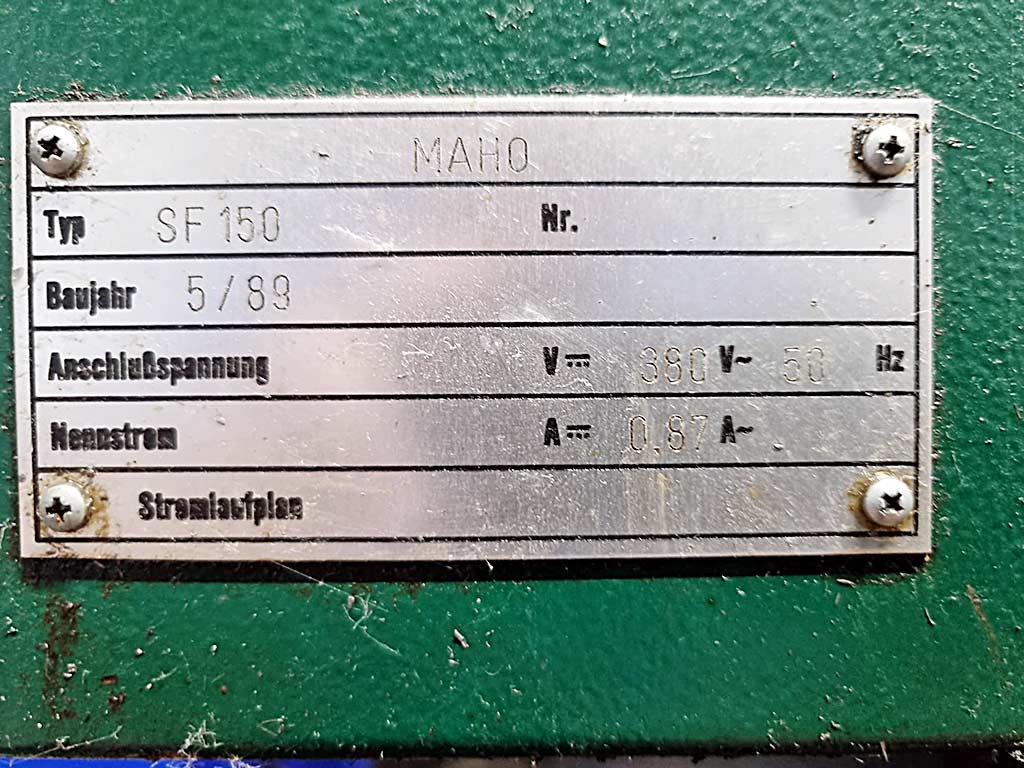 MAHO
Typ SF 150 Nr.
Baujahr 5/89
Anschlußspannung V⎓ 380 V~ 50 Hz
Nennstrom A⎓ 0,87 A~
Stromlaufplan